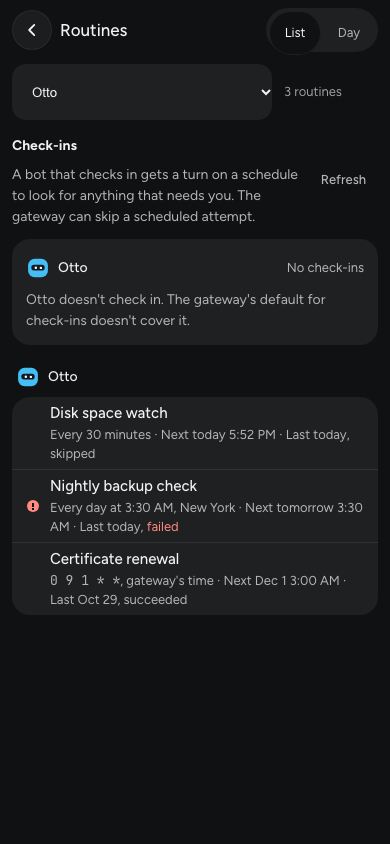 Routines
List
Day
Otto
3 routines
Check-ins
A bot that checks in gets a turn on a schedule
to look for anything that needs you. The
gateway can skip a scheduled attempt.
Refresh
Otto
No check-ins
Otto doesn't check in. The gateway's default for
check-ins doesn't cover it.
Otto
Disk space watch
Every 30 minutes · Next today 5:52 PM · Last today,
skipped
Nightly backup check
Every day at 3:30 AM, New York · Next tomorrow 3:30
AM · Last today, failed
Certificate renewal
0 9 1 * *, gateway's time · Next Dec 1 3:00 AM ·
Last Oct 29, succeeded